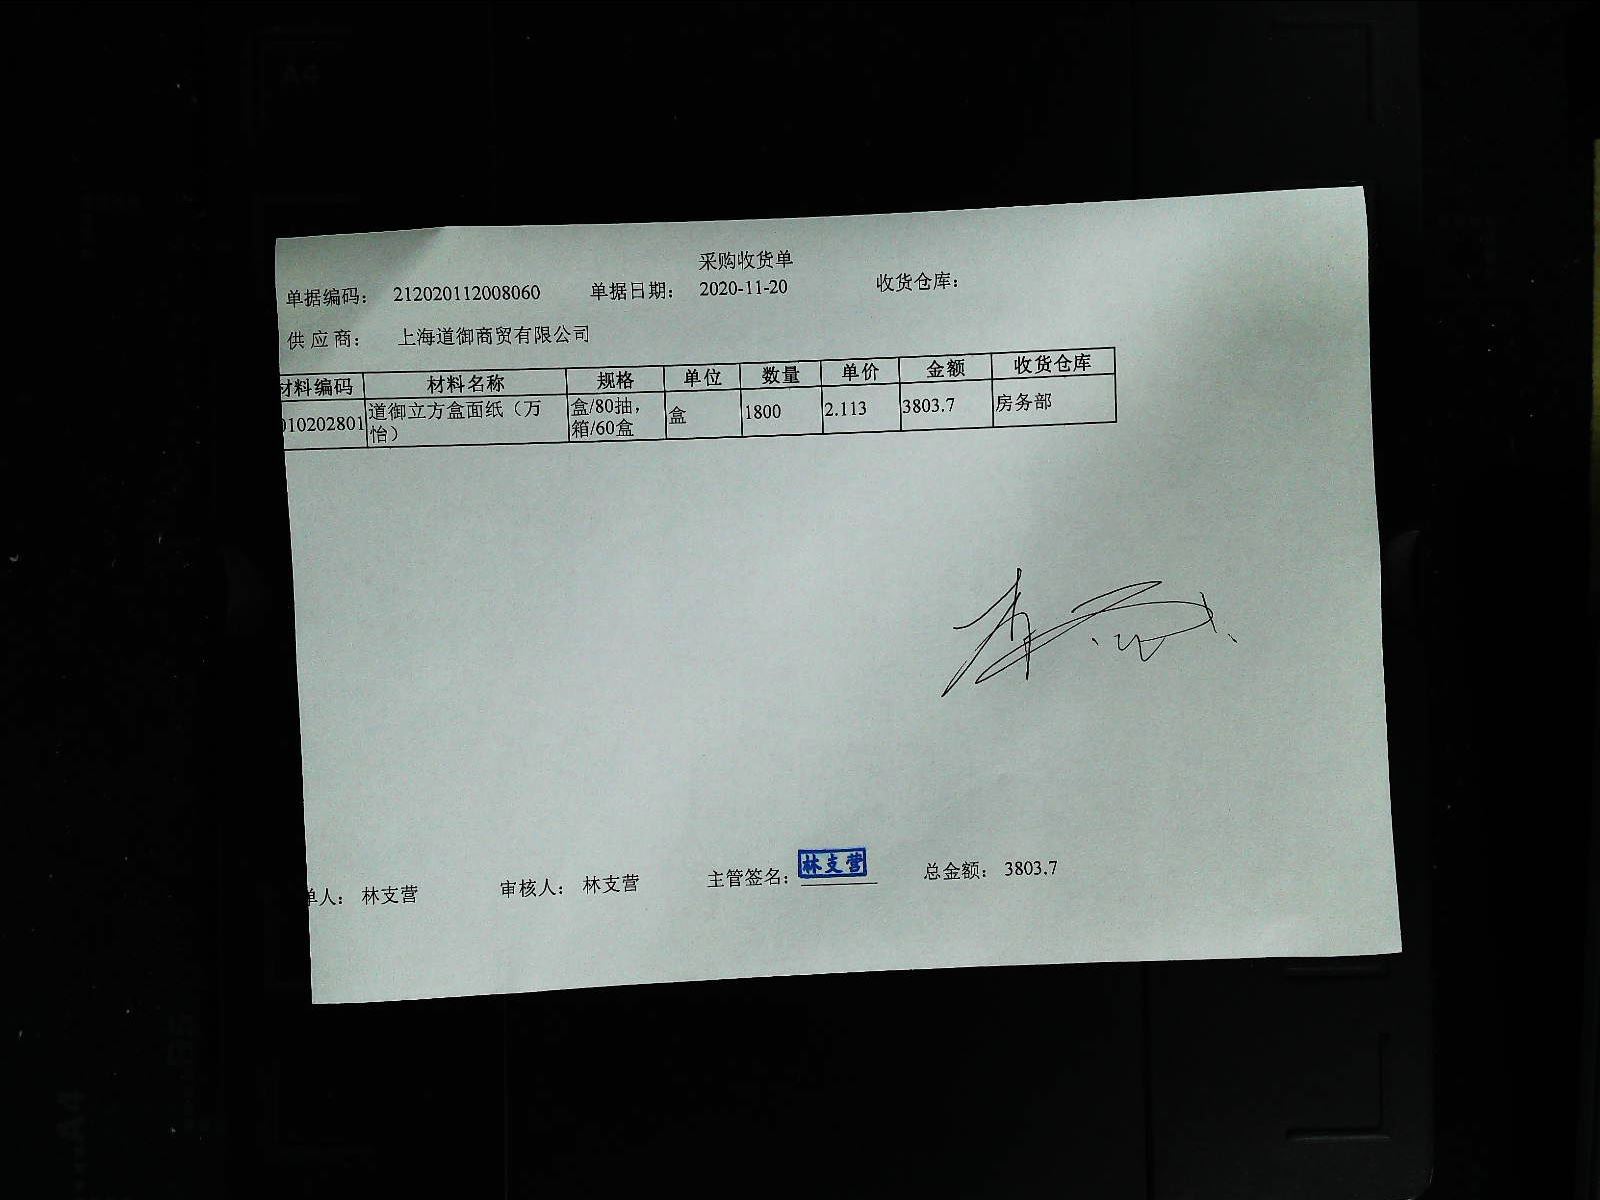 采购收货单
单据编码： 212020112008060 单据日期： 2020-11-20 收货仓库：
供应商： 上海道御商贸有限公司
材料编码 材料名称 规格 单位 数量 单价 金额 收货仓库
010202801 道御立方盒面纸（万怡） 盒/80抽，箱/60盒 盒 1800 2.113 3803.7 房务部
单人： 林支营 审核人： 林支营 主管签名： 林支营 总金额： 3803.7